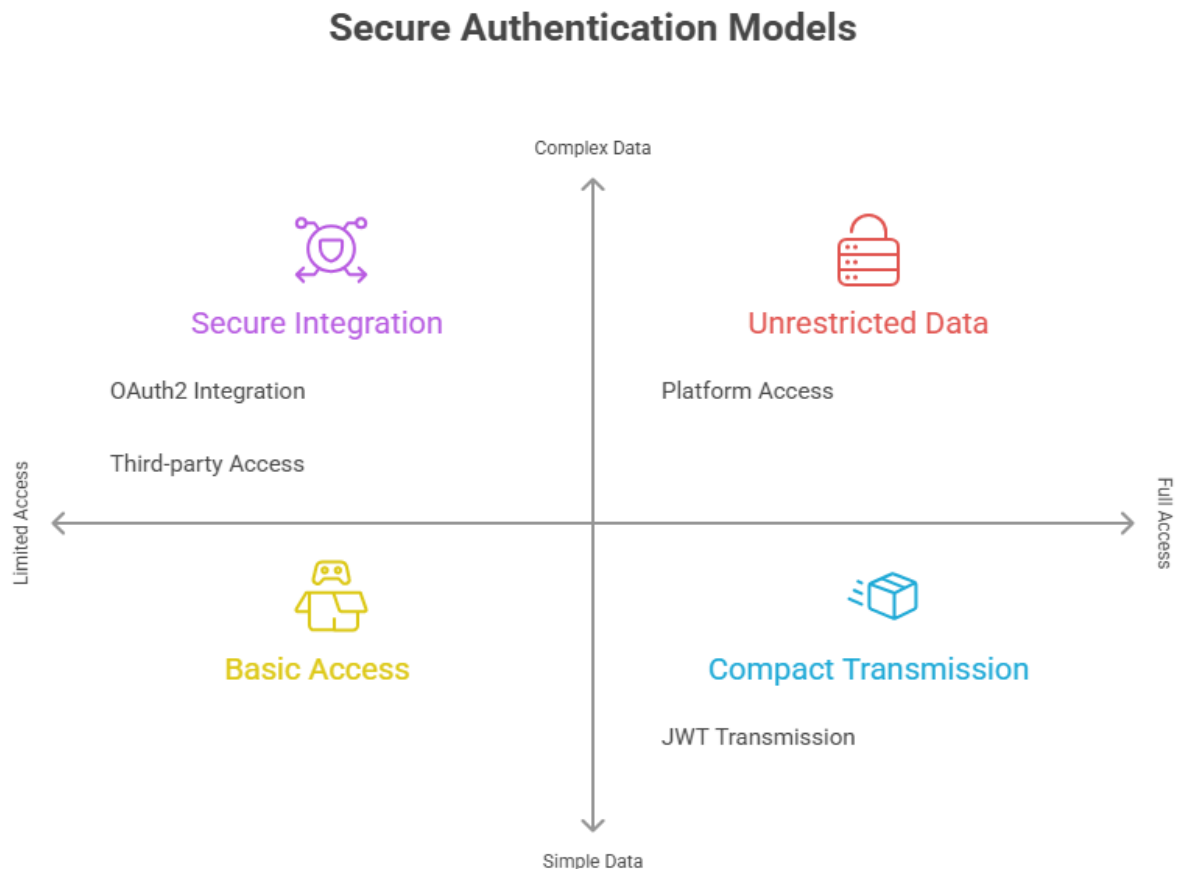 Secure Authentication Models
Complex Data
Secure Integration
Unrestricted Data
OAuth2 Integration
Platform Access
Third-party Access
Limited Access
Full Access
Basic Access
Compact Transmission
JWT Transmission
Simple Data